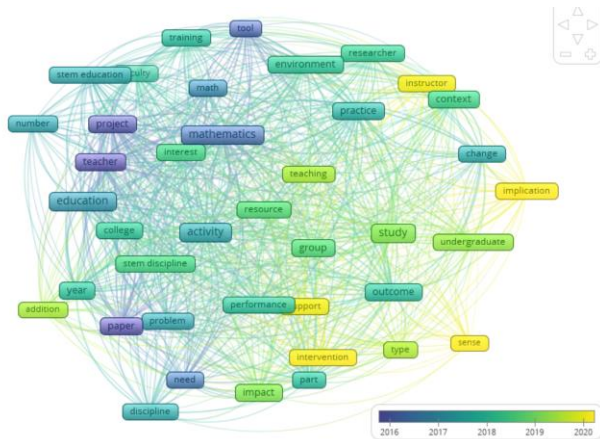 tool
training
researcher
environment
stem education
instructor
math
context
practice
number
project
mathematics
interest
change
teacher
teaching
implication
education
resource
college
activity
study
group
undergraduate
stem discipline
year
outcome
performance
addition
paper
problem
sense
type
intervention
need
part
impact
discipline
2016 2017 2018 2019 2020